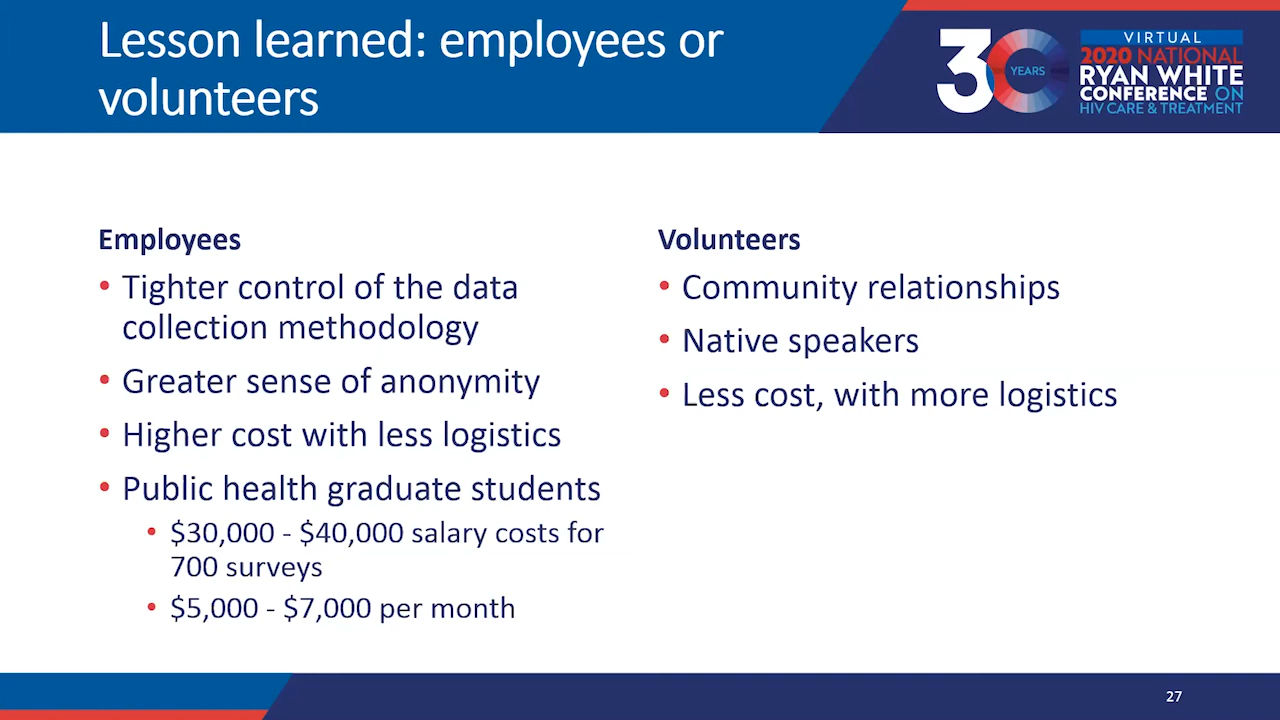 Lesson learned: employees or
volunteers
30
YEARS
VIRTUAL
2020 NATIONAL
RYAN WHITE
CONFERENCE ON
HIV CARE & TREATMENT
Employees
• Tighter control of the data
collection methodology
• Greater sense of anonymity
• Higher cost with less logistics
• Public health graduate students
• $30,000 - $40,000 salary costs for
700 surveys
• $5,000 - $7,000 per month
Volunteers
• Community relationships
• Native speakers
• Less cost, with more logistics
27